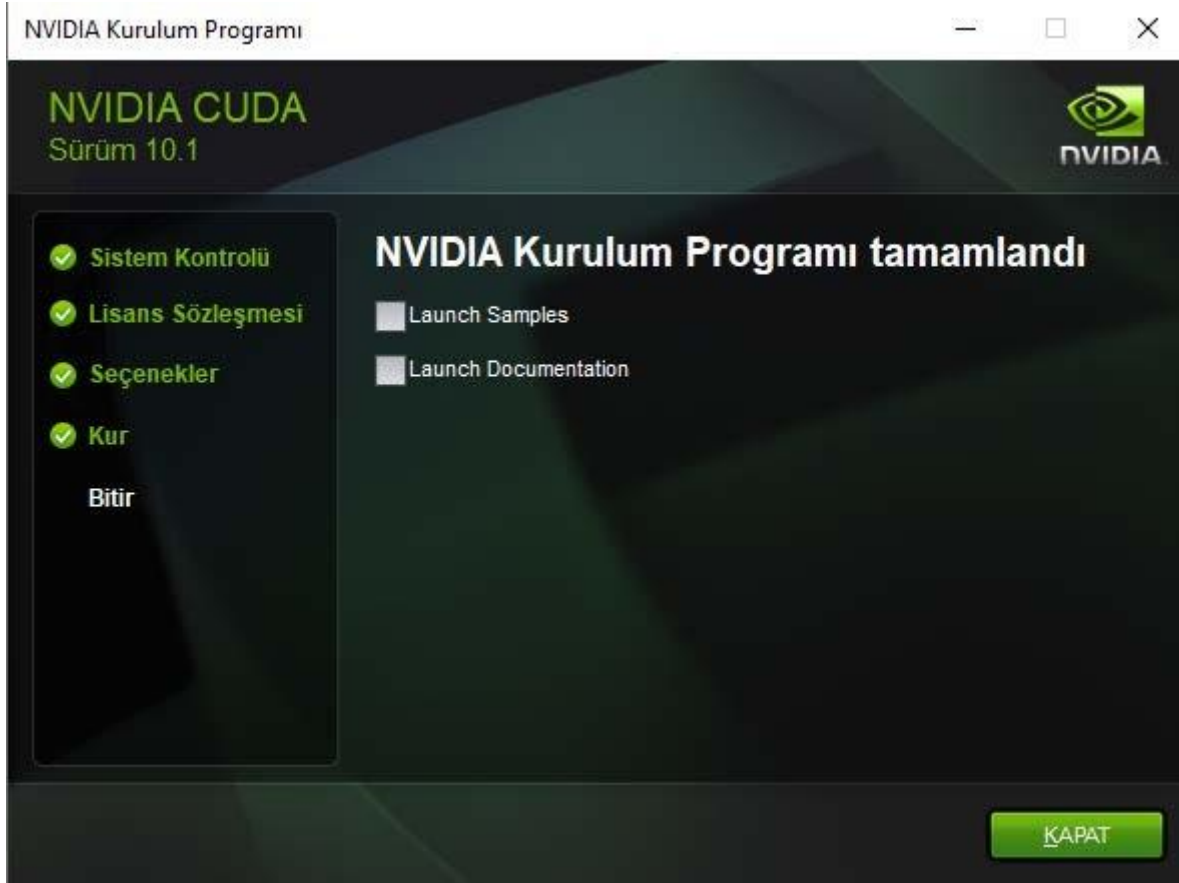 NVIDIA Kurulum Programı
NVIDIA CUDA
Sürüm 10.1
NVIDIA.
Sistem Kontrolü
Lisans Sözleşmesi
Seçenekler
Kur
Bitir
NVIDIA Kurulum Programı tamamlandı
Launch Samples
Launch Documentation
KAPAT